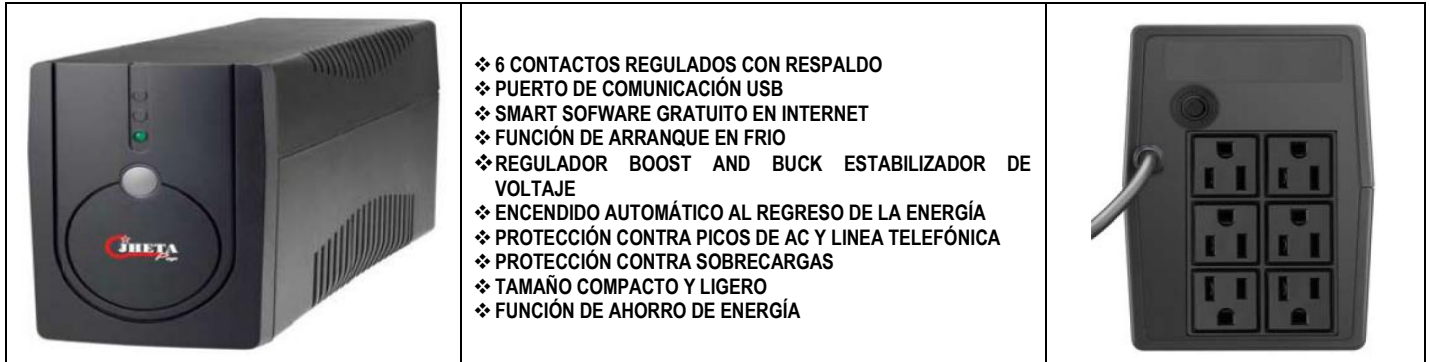 ❖ 6 CONTACTOS REGULADOS CON RESPALDO
❖ PUERTO DE COMUNICACIÓN USB
❖ SMART SOFWARE GRATUITO EN INTERNET
❖ FUNCIÓN DE ARRANQUE EN FRIO
❖ REGULADOR BOOST AND BUCK ESTABILIZADOR DE
VOLTAJE
❖ ENCENDIDO AUTOMÁTICO AL REGRESO DE LA ENERGÍA
❖ PROTECCIÓN CONTRA PICOS DE AC Y LINEA TELEFÓNICA
❖ PROTECCIÓN CONTRA SOBRECARGAS
❖ TAMAÑO COMPACTO Y LIGERO
❖ FUNCIÓN DE AHORRO DE ENERGÍA
JHETA